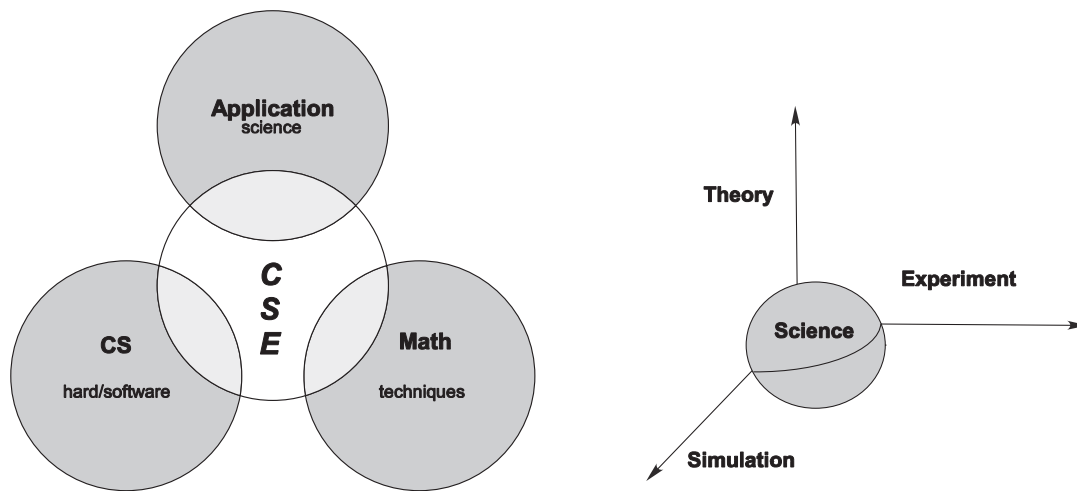 Application
science
C
S
E
CS
hard/software
Math
techniques
Theory
Experiment
Science
Simulation